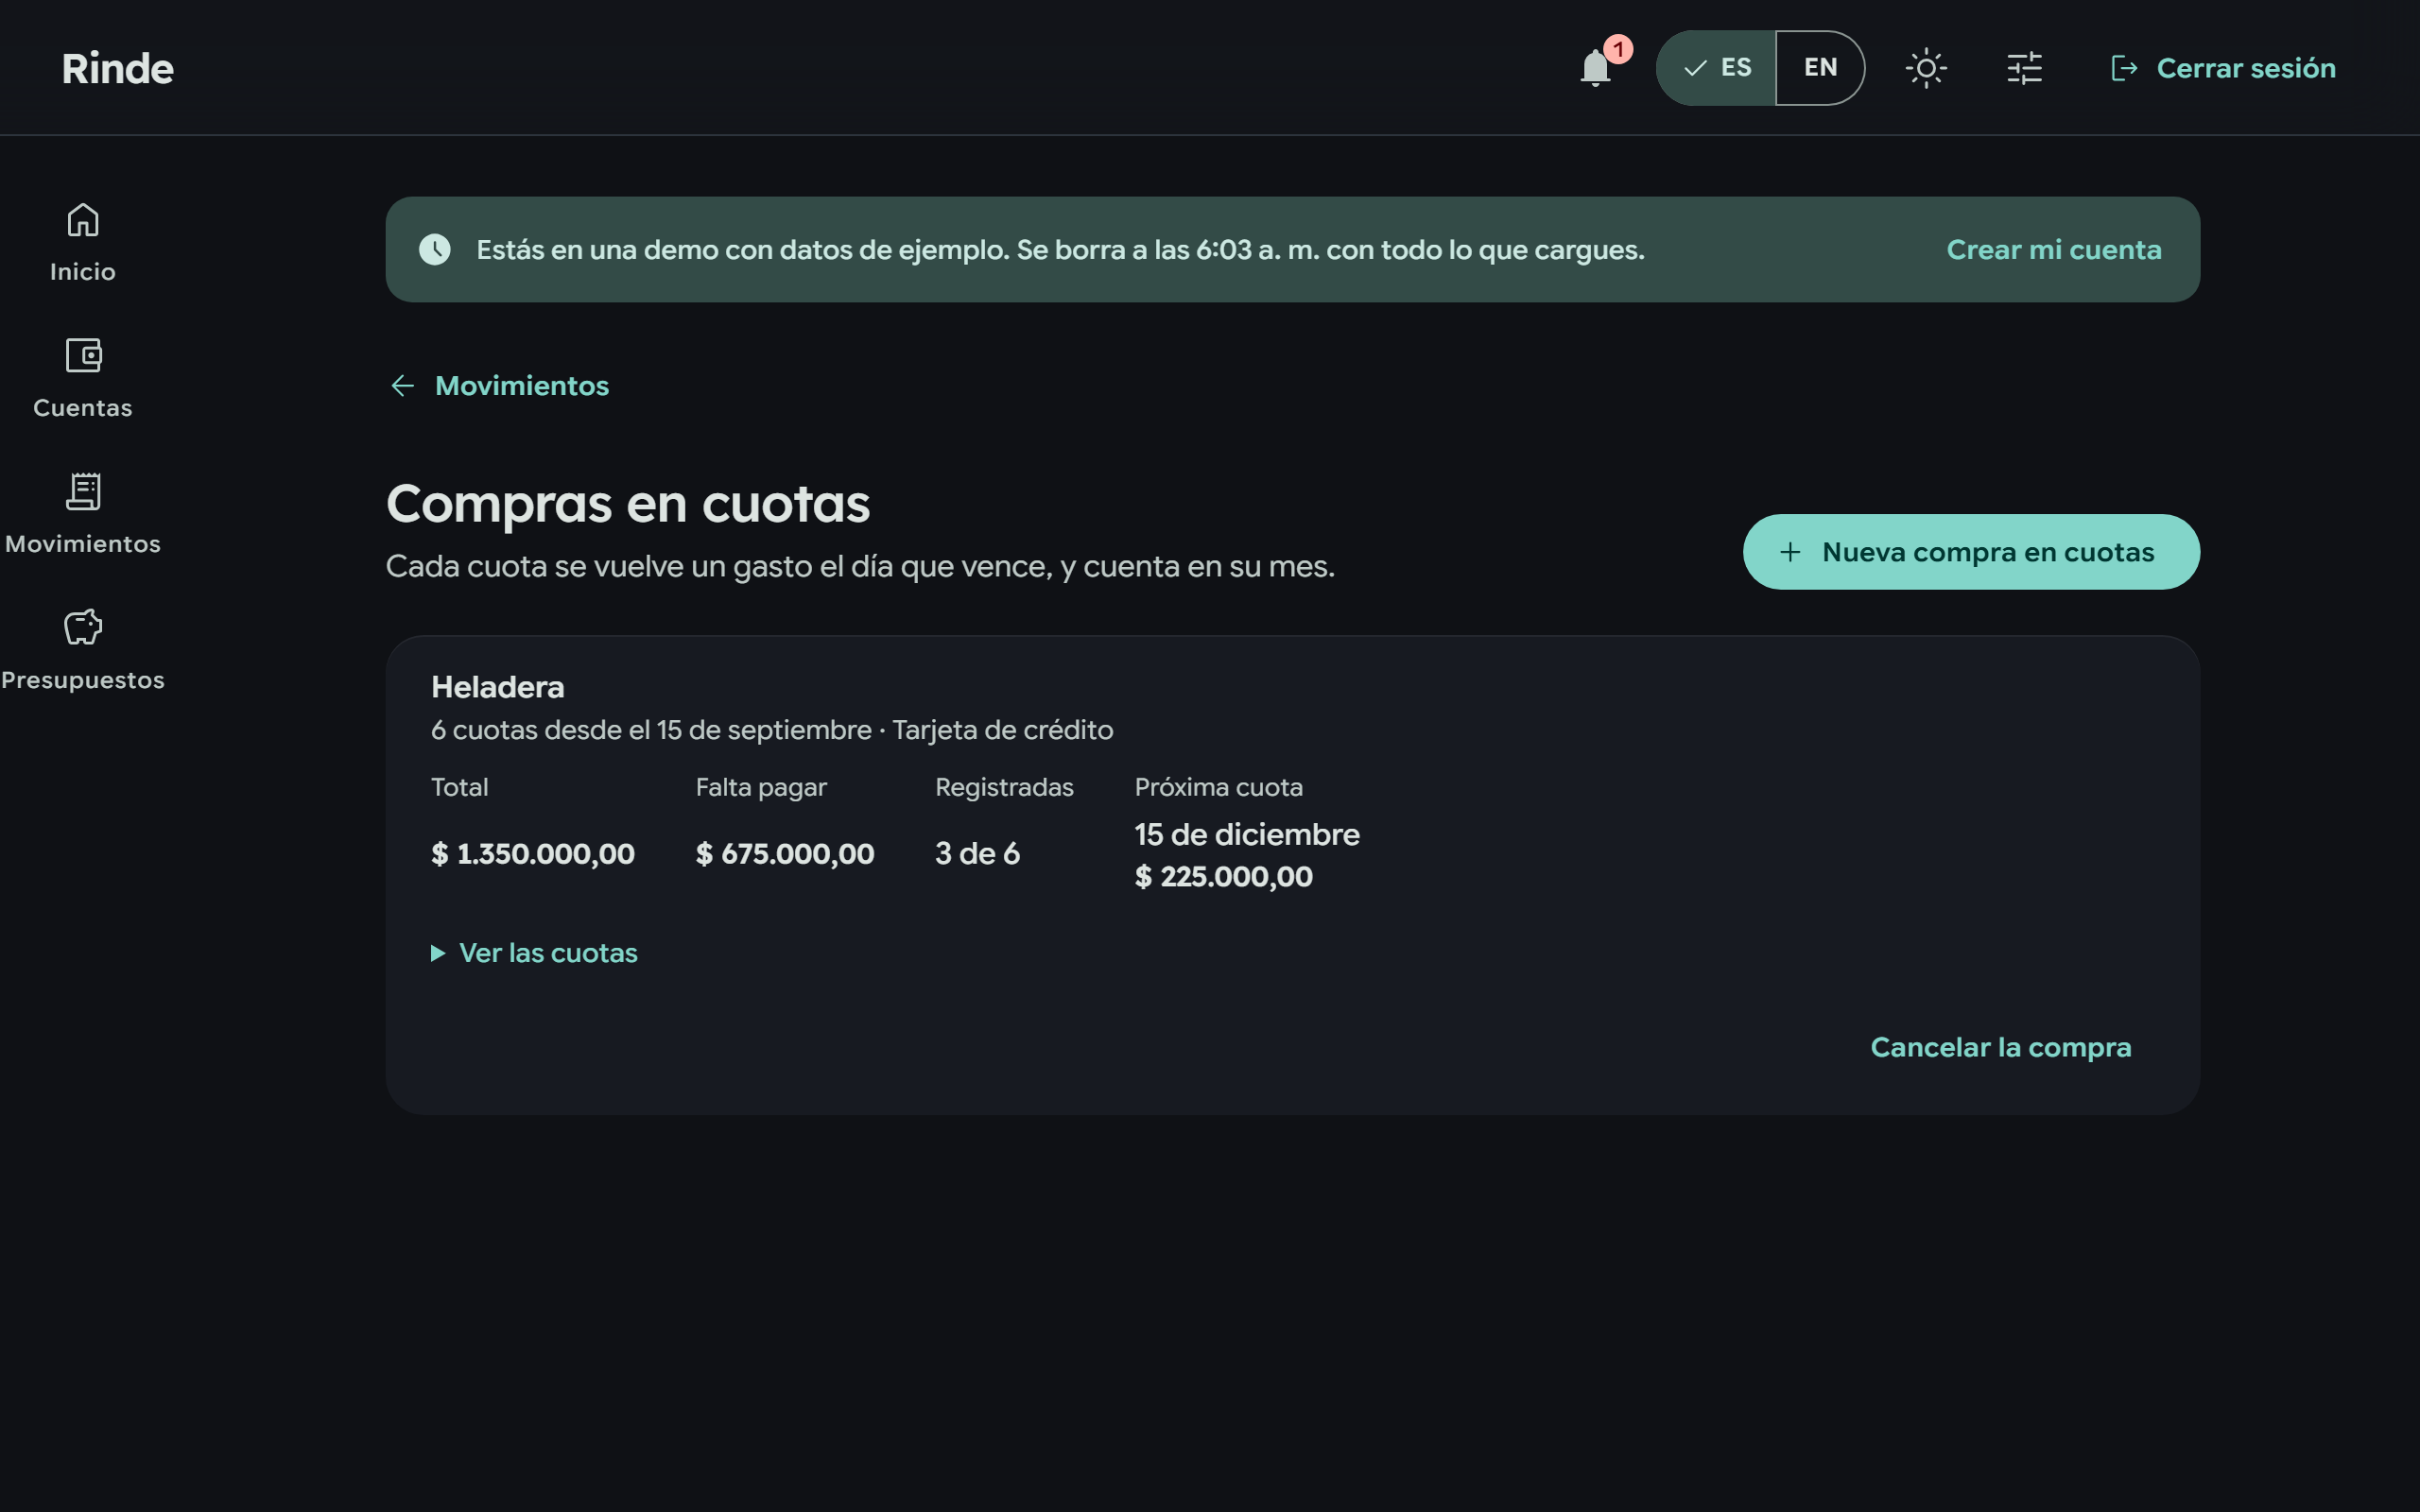 Rinde
1
ES
EN
Cerrar sesión
Inicio
Cuentas
Movimientos
Presupuestos
Estás en una demo con datos de ejemplo. Se borra a las 6:03 a. m. con todo lo que cargues.
Crear mi cuenta
Movimientos
Compras en cuotas
Cada cuota se vuelve un gasto el día que vence, y cuenta en su mes.
Nueva compra en cuotas
Heladera
6 cuotas desde el 15 de septiembre · Tarjeta de crédito
Total
$ 1.350.000,00
Falta pagar
$ 675.000,00
Registradas
3 de 6
Próxima cuota
15 de diciembre
$ 225.000,00
Ver las cuotas
Cancelar la compra